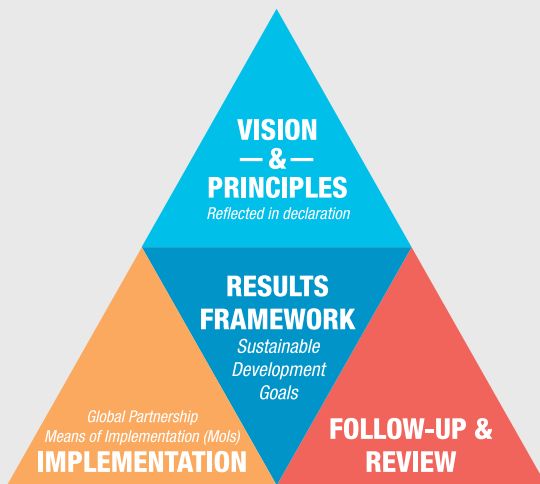 VISION
— & —
PRINCIPLES
Reflected in declaration
RESULTS
FRAMEWORK
Sustainable
Development
Goals
Global Partnership
Means of Implementation (MoIs)
IMPLEMENTATION
FOLLOW-UP &
REVIEW